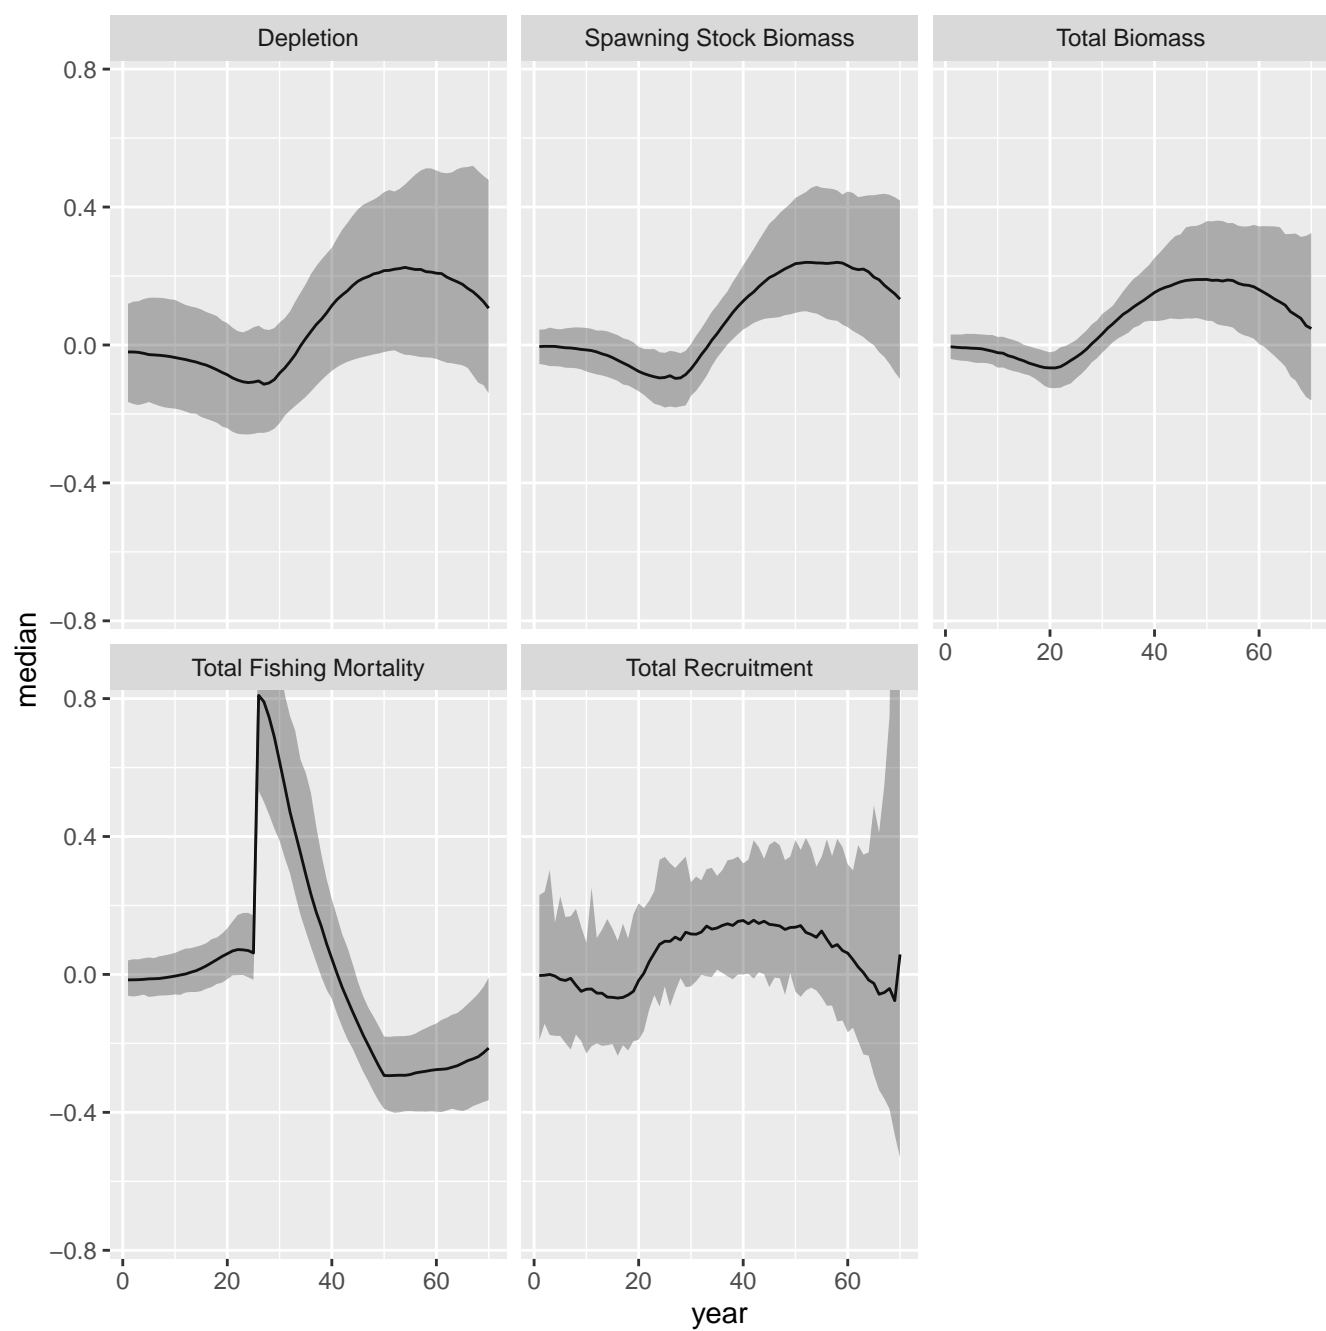 Depletion
Spawning Stock Biomass
Total Biomass
0.8
0.4
0.0
−0.4
−0.8
0 20 40 60
median
Total Fishing Mortality
Total Recruitment
0.8
0.4
0.0
−0.4
−0.8
0 20 40 60
0 20 40 60
year